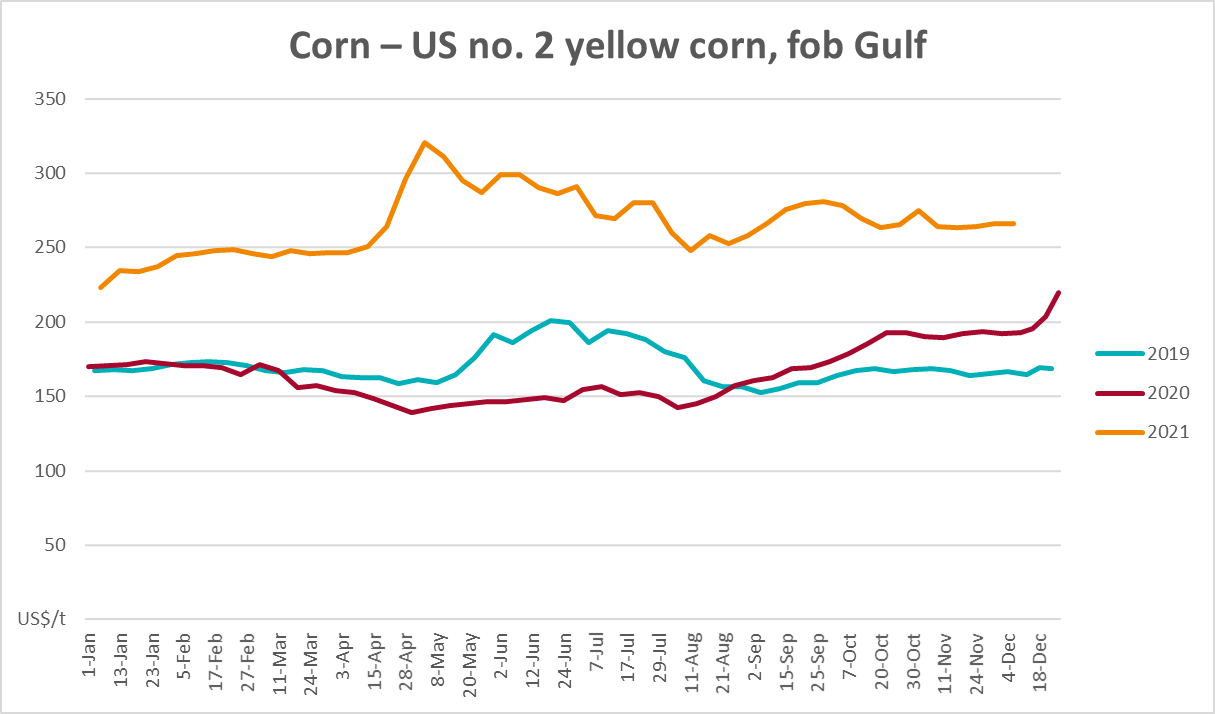 Corn – US no. 2 yellow corn, fob Gulf
350
300
250
200
150
100
50
US$/t
1-Jan
13-Jan
23-Jan
5-Feb
17-Feb
27-Feb
11-Mar
24-Mar
3-Apr
15-Apr
28-Apr
8-May
20-May
2-Jun
12-Jun
24-Jun
7-Jul
17-Jul
29-Jul
11-Aug
21-Aug
2-Sep
15-Sep
25-Sep
7-Oct
20-Oct
30-Oct
11-Nov
24-Nov
4-Dec
18-Dec
2019
2020
2021